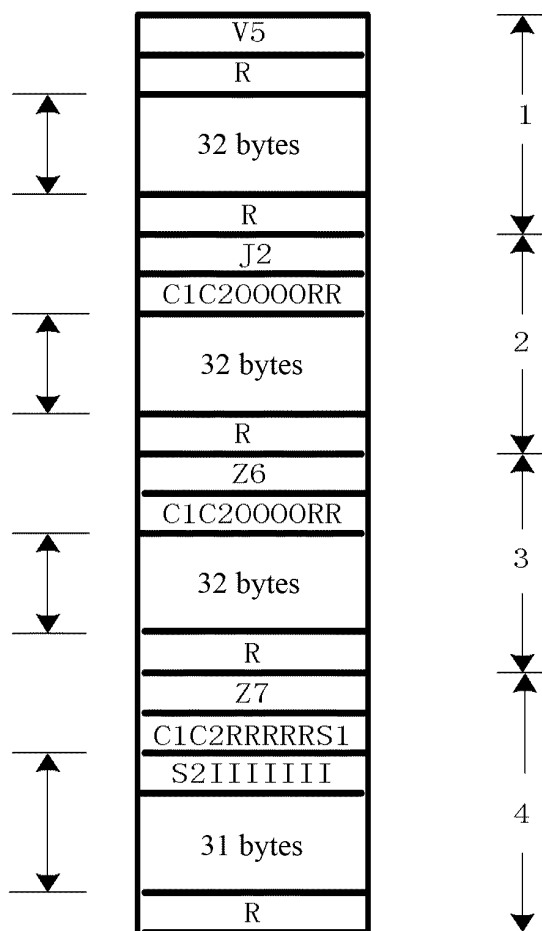 V5
R
32 bytes
R
1
J2
C1C2OOOORR
32 bytes
R
2
Z6
C1C2OOOORR
32 bytes
R
3
Z7
C1C2RRRRRS1
S2IIIIIII
31 bytes
R
4